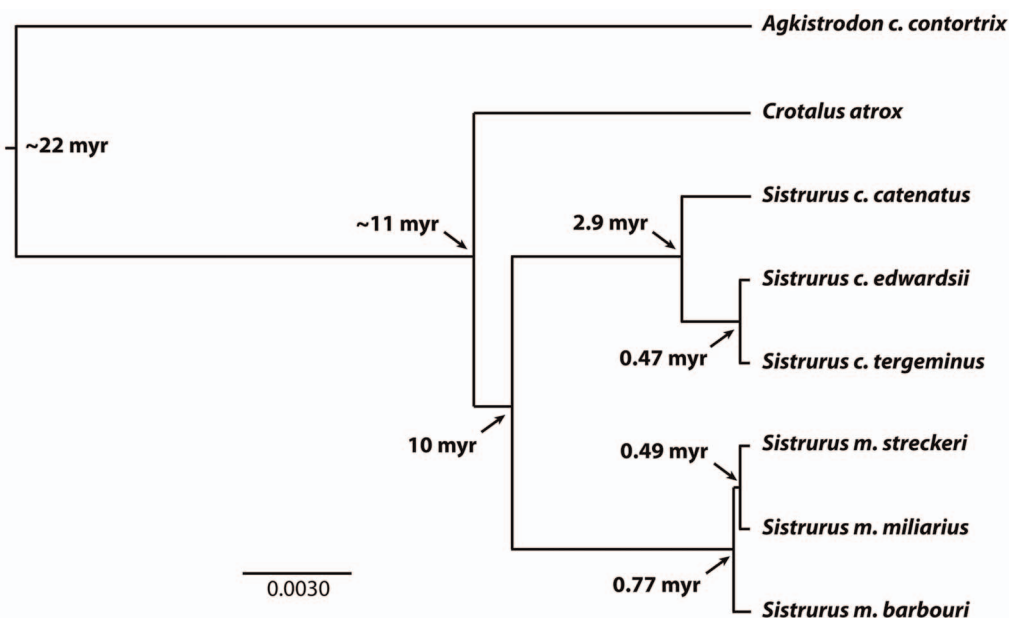 Agkistrodon c. contortrix
Crotalus atrox
~22 myr
Sistrurus c. catenatus
~11 myr
2.9 myr
Sistrurus c. edwardsii
0.47 myr
Sistrurus c. tergeminus
10 myr
0.49 myr
Sistrurus m. streckeri
Sistrurus m. miliarius
0.0030
0.77 myr
Sistrurus m. barbouri